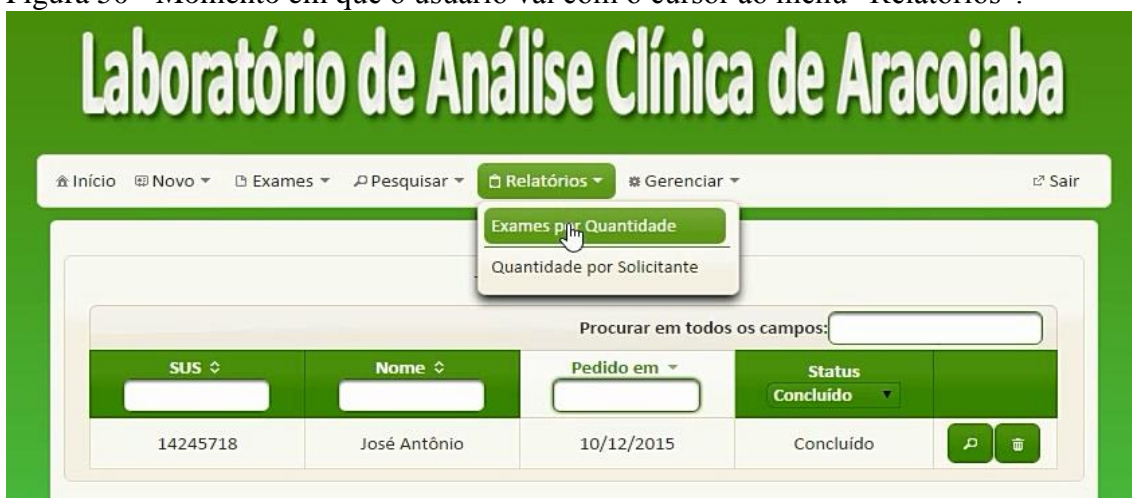 Figura 36 - Momento em que o usuário vai com o cursor ao menu "Relatórios".
Laboratório de Análise Clínica de Aracoiaba
Início Novo Exames Pesquisar Relatórios Gerenciar Sair
Exames por Quantidade
Quantidade por Solicitante
Procurar em todos os campos:
SUS Nome Pedido em Status
Concluído
14245718 José Antônio 10/12/2015 Concluído